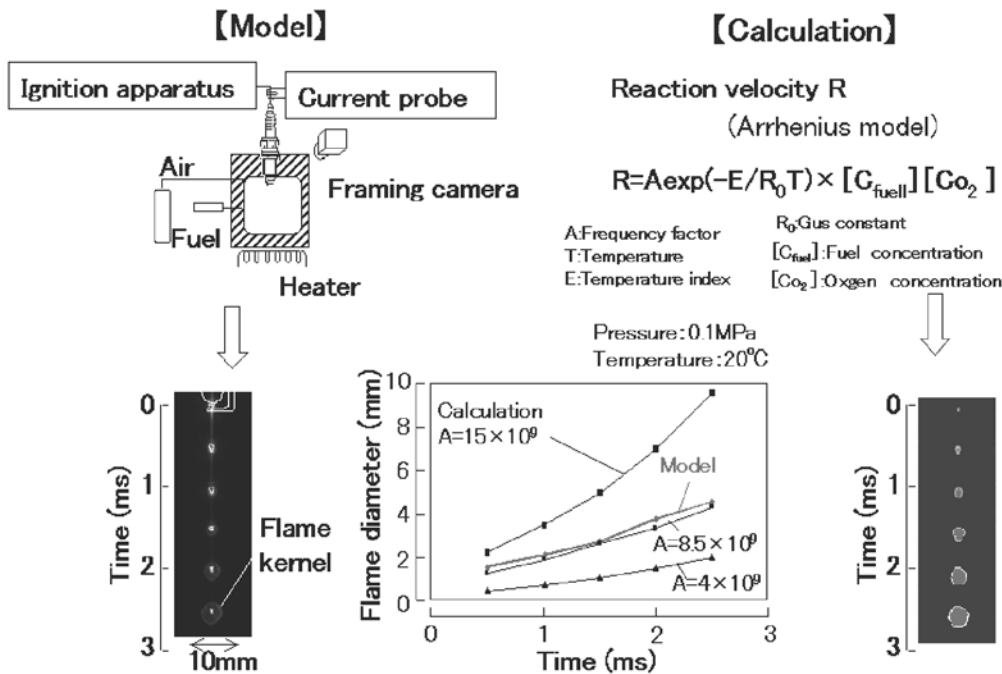 【Model】
Ignition apparatus
Current probe
Air
Framing camera
Fuel
Heater
【Calculation】
Reaction velocity R
(Arrhenius model)
R=Aexp(-E/R₀T)×[C_fuell][Co₂]
A:Frequency factor
T:Temperature
E:Temperature index
R₀:Gus constant
[C_fuel]:Fuel concentration
[Co₂]:Oxgen concentration
Pressure:0.1MPa
Temperature:20℃
0
1
2
3
Time (ms)
Flame
kernel
10mm
Flame diameter (mm)
10
8
6
4
2
0
Calculation
A=15×10⁹
Model
A=8.5×10⁹
A=4×10⁹
0
1
2
3
Time (ms)
0
1
2
3
Time (ms)